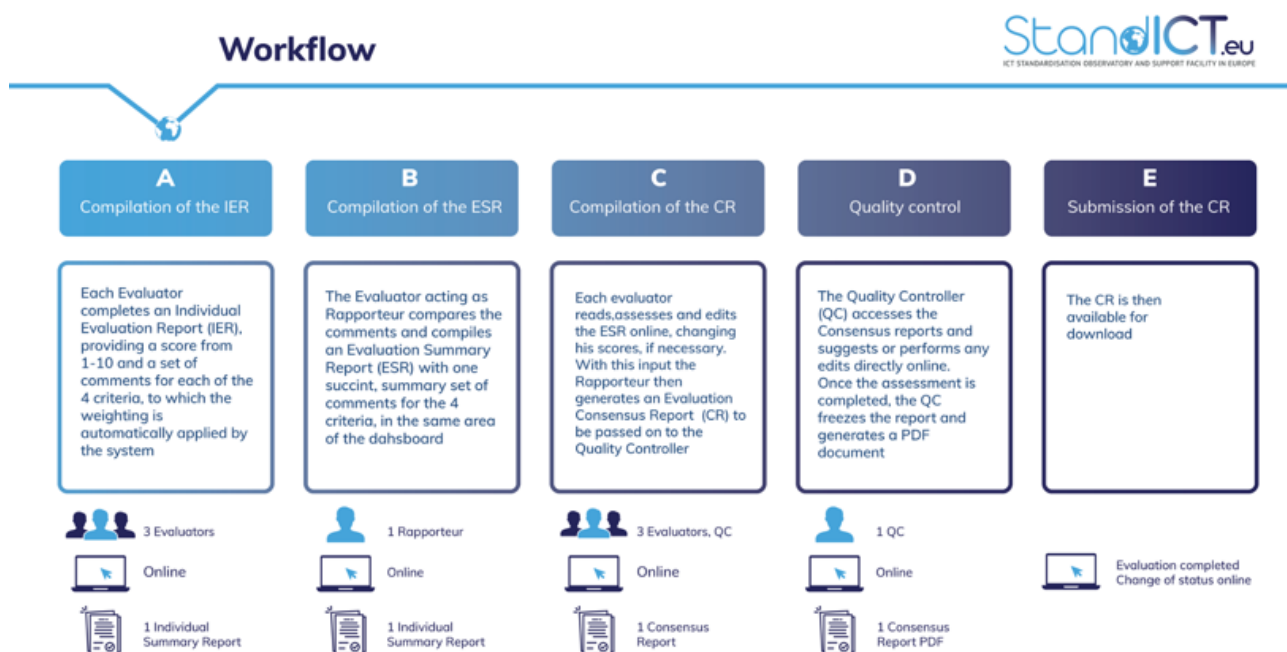 Workflow
StandICT.eu
ICT STANDARDISATION OBSERVATORY AND SUPPORT FACILITY IN EUROPE
A
Compilation of the IER
Each Evaluator
completes an Individual
Evaluation Report (IER),
providing a score from
1-10 and a set of
comments for each of the
4 criteria, to which the
weighting is
automatically applied by
the system
3 Evaluators
Online
1 Individual
Summary Report
B
Compilation of the ESR
The Evaluator acting as
Rapporteur compares the
comments and compiles
an Evaluation Summary
Report (ESR) with one
succint, summary set of
comments for the 4
criteria, in the same area
of the dahsboard
1 Rapporteur
Online
1 Individual
Summary Report
C
Compilation of the CR
Each evaluator
reads,assesses and edits
the ESR online, changing
his scores, if necessary.
With this input the
Rapporteur then
generates an Evaluation
Consensus Report (CR) to
be passed on to the
Quality Controller
3 Evaluators, QC
Online
1 Consensus
Report
D
Quality control
The Quality Controller
(QC) accesses the
Consensus reports and
suggests or performs any
edits directly online.
Once the assessment is
completed, the QC
freezes the report and
generates a PDF
document
1 QC
Online
1 Consensus
Report PDF
E
Submission of the CR
The CR is then
available for
download
Evaluation completed
Change of status online